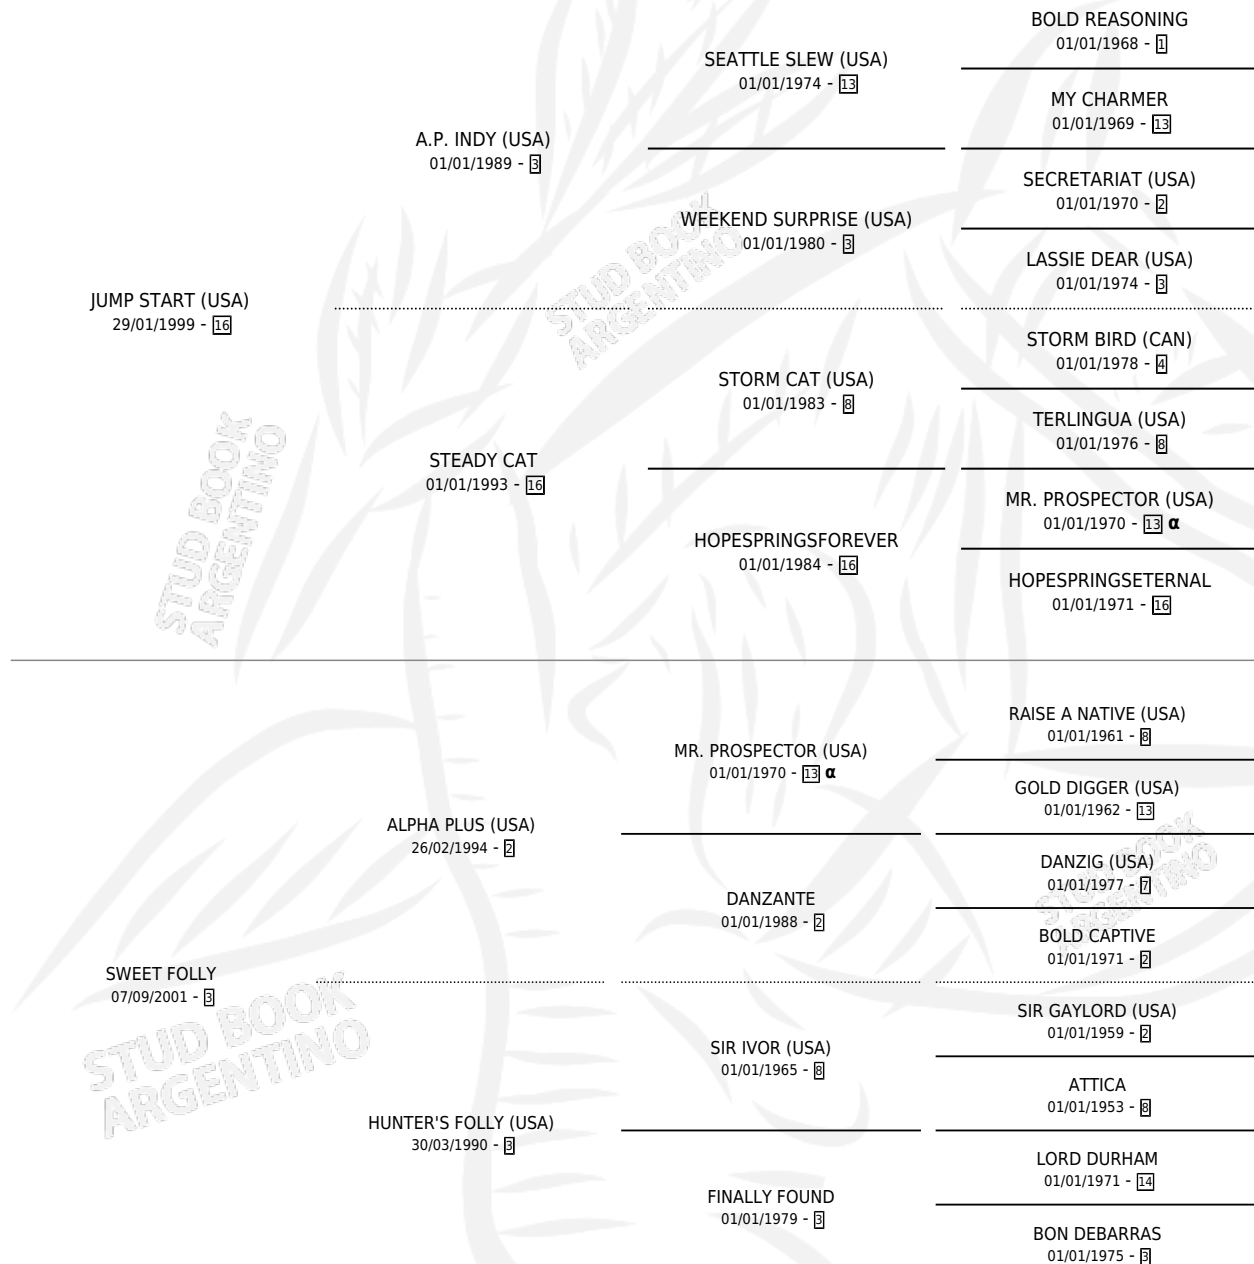 BOLD REASONING
01/01/1968 - 1
SEATTLE SLEW (USA)
01/01/1974 - 13
MY CHARMER
01/01/1969 - 13
A.P. INDY (USA)
01/01/1989 - 3
SECRETARIAT (USA)
01/01/1970 - 2
WEEKEND SURPRISE (USA)
01/01/1980 - 3
LASSIE DEAR (USA)
01/01/1974 - 3
JUMP START (USA)
29/01/1999 - 16
STORM BIRD (CAN)
01/01/1978 - 4
STORM CAT (USA)
01/01/1983 - 8
TERLINGUA (USA)
01/01/1976 - 8
STEADY CAT
01/01/1993 - 16
MR. PROSPECTOR (USA)
01/01/1970 - 13 α
HOPESPRINGSFOREVER
01/01/1984 - 16
HOPESPRINGSETERNAL
01/01/1971 - 16
RAISE A NATIVE (USA)
01/01/1961 - 8
MR. PROSPECTOR (USA)
01/01/1970 - 13 α
GOLD DIGGER (USA)
01/01/1962 - 13
ALPHA PLUS (USA)
26/02/1994 - 2
DANZIG (USA)
01/01/1977 - 7
DANZANTE
01/01/1988 - 2
BOLD CAPTIVE
01/01/1971 - 2
SWEET FOLLY
07/09/2001 - 3
SIR GAYLORD (USA)
01/01/1959 - 2
SIR IVOR (USA)
01/01/1965 - 8
ATTICA
01/01/1953 - 8
HUNTER'S FOLLY (USA)
30/03/1990 - 3
LORD DURHAM
01/01/1971 - 14
FINALLY FOUND
01/01/1979 - 3
BON DEBARRAS
01/01/1975 - 3
STUD BOOK
ARGENTINO
STUD BOOK
ARGENTINO
STUD BOOK
ARGENTINO
STUD BOOK
ARGENTINO